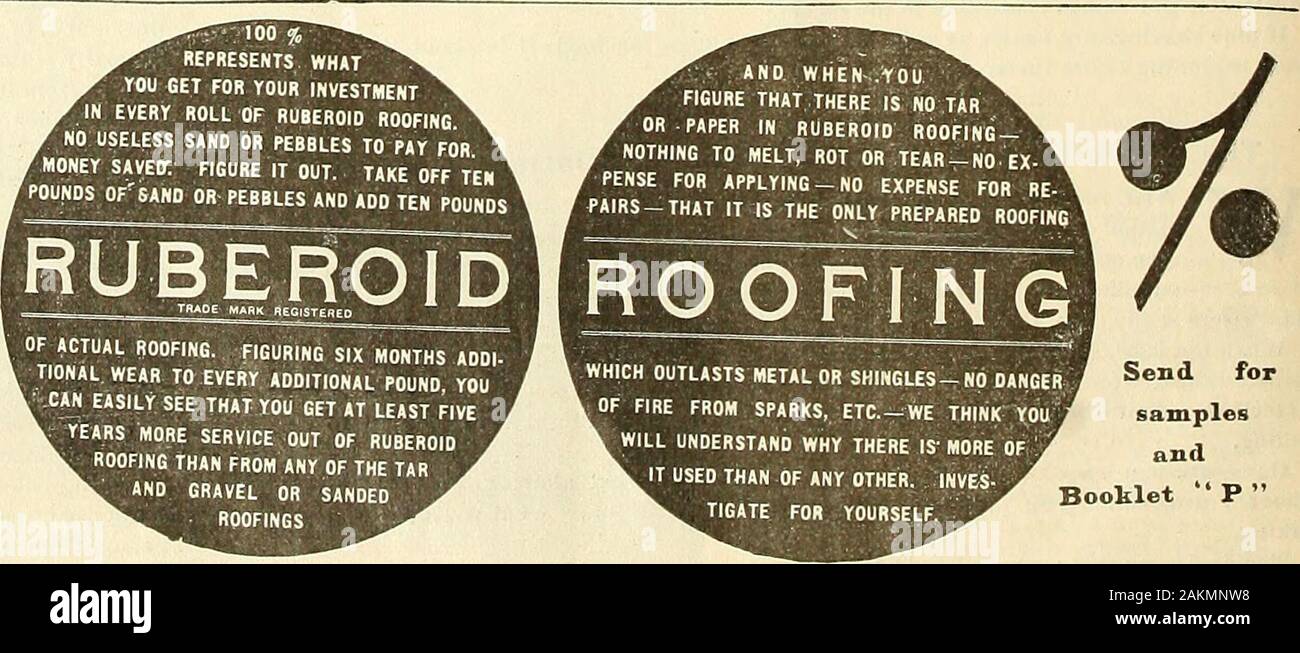 100 %
REPRESENTS WHAT
YOU GET FOR YOUR INVESTMENT
IN EVERY ROLL OF RUBEROID ROOFING.
NO USELESS SAND OR PEBBLES TO PAY FOR.
MONEY SAVED. FIGURE IT OUT. TAKE OFF TEN
POUNDS OF SAND OR PEBBLES AND ADD TEN POUNDS
RUBEROID
TRADE MARK REGISTERED
OF ACTUAL ROOFING. FIGURING SIX MONTHS ADDI-
TIONAL WEAR TO EVERY ADDITIONAL POUND, YOU
CAN EASILY SEE THAT YOU GET AT LEAST FIVE
YEARS MORE SERVICE OUT OF RUBEROID
ROOFING THAN FROM ANY OF THE TAR
AND GRAVEL OR SANDED
ROOFINGS
AND WHEN YOU
FIGURE THAT THERE IS NO TAR
OR PAPER IN RUBEROID ROOFING—
NOTHING TO MELT, ROT OR TEAR—NO EX-
PENSE FOR APPLYING—NO EXPENSE FOR RE-
PAIRS—THAT IT IS THE ONLY PREPARED ROOFING
ROOFING
WHICH OUTLASTS METAL OR SHINGLES—NO DANGER
OF FIRE FROM SPARKS, ETC.—WE THINK YOU
WILL UNDERSTAND WHY THERE IS MORE OF
IT USED THAN OF ANY OTHER. INVES-
TIGATE FOR YOURSELF.
%
Send for
samples
and
Booklet "P"
alamy
Image ID: 2AKMNW8
www.alamy.com